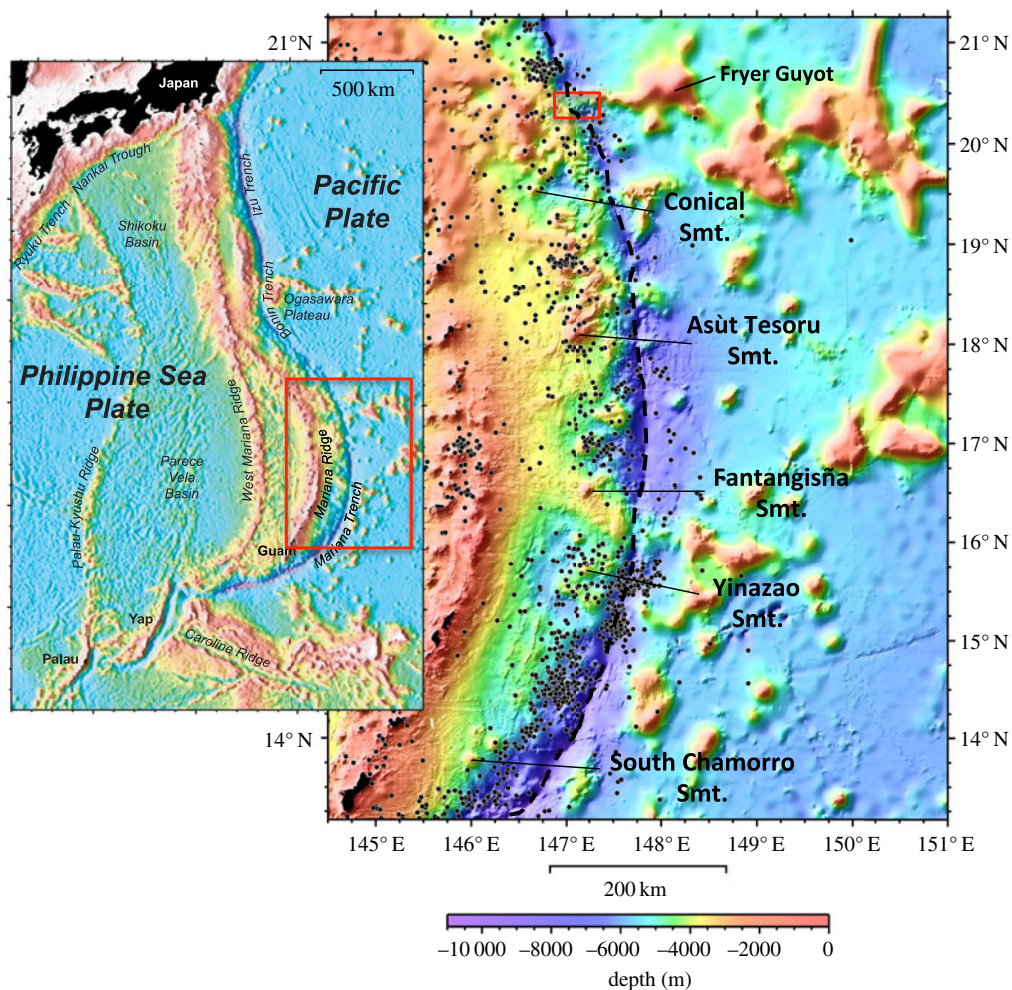 21° N
21° N
Japan
500 km
Fryer Guyot
Nankai Trough
Izu Trench
Pacific
Plate
20° N
Ryuku Trench
Shikoku
Basin
Conical
Smt.
19° N
Bonin Trench
Ogasawara
Plateau
Asùt Tesoru
Smt.
18° N
Philippine Sea
Plate
West Mariana Ridge
Mariana Ridge
Mariana Trench
17° N
Palau-Kyushu Ridge
Parece
Vela
Basin
Fantangisña
Smt.
16° N
Guam
Yinazao
Smt.
Yap
15° N
Caroline Ridge
Palau
14° N
14° N
South Chamorro
Smt.
145° E
146° E
147° E
148° E
149° E
150° E
151° E
200 km
–10 000
–8000
–6000
–4000
–2000
0
depth (m)